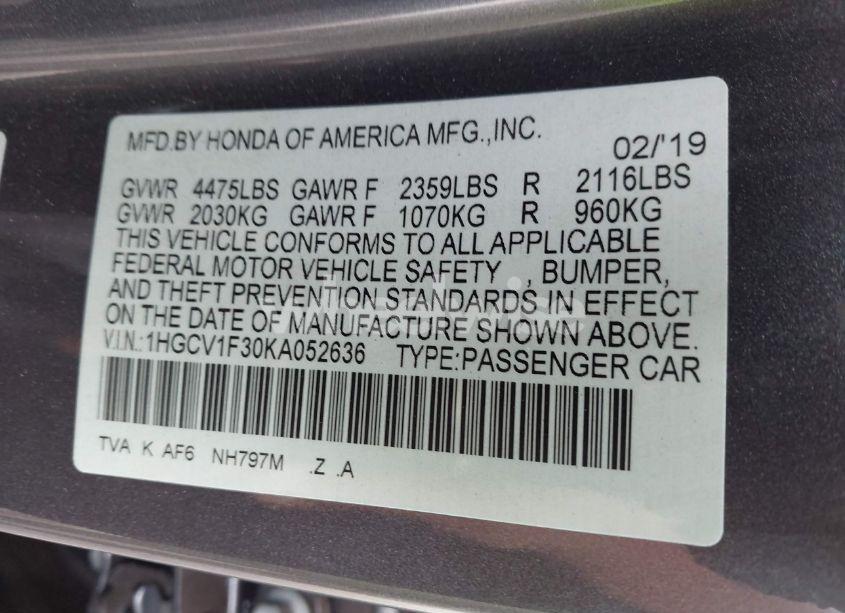 MFD.BY HONDA OF AMERICA MFG.,INC. 02/'19
GVWR 4475LBS GAWR F 2359LBS R 2116LBS
GVWR 2030KG GAWR F 1070KG R 960KG
THIS VEHICLE CONFORMS TO ALL APPLICABLE
FEDERAL MOTOR VEHICLE SAFETY , BUMPER,
AND THEFT PREVENTION STANDARDS IN EFFECT
ON THE DATE OF MANUFACTURE SHOWN ABOVE.
V.I.N.:1HGCV1F30KA052636 TYPE:PASSENGER CAR
TVA K AF6 NH797M .Z .A